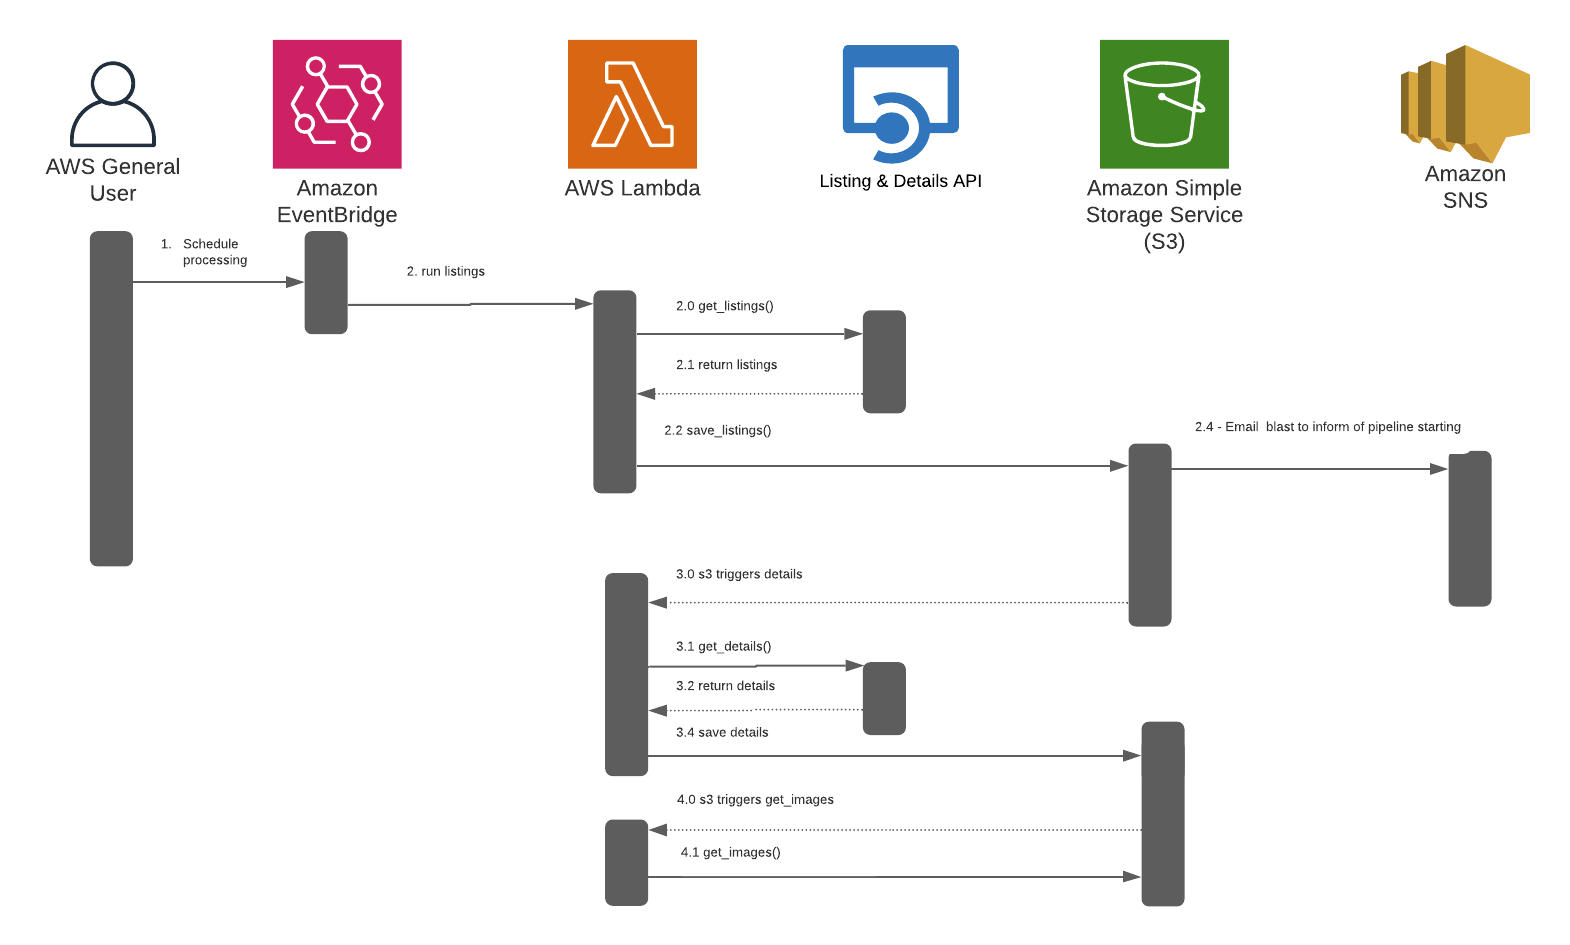 AWS General
User
Amazon
EventBridge
AWS Lambda
Listing & Details API
Amazon Simple
Storage Service
(S3)
Amazon
SNS
1. Schedule
processing
2. run listings
2.0 get_listings()
2.1 return listings
2.2 save_listings()
2.4 - Email blast to inform of pipeline starting
3.0 s3 triggers details
3.1 get_details()
3.2 return details
3.4 save details
4.0 s3 triggers get_images
4.1 get_images()